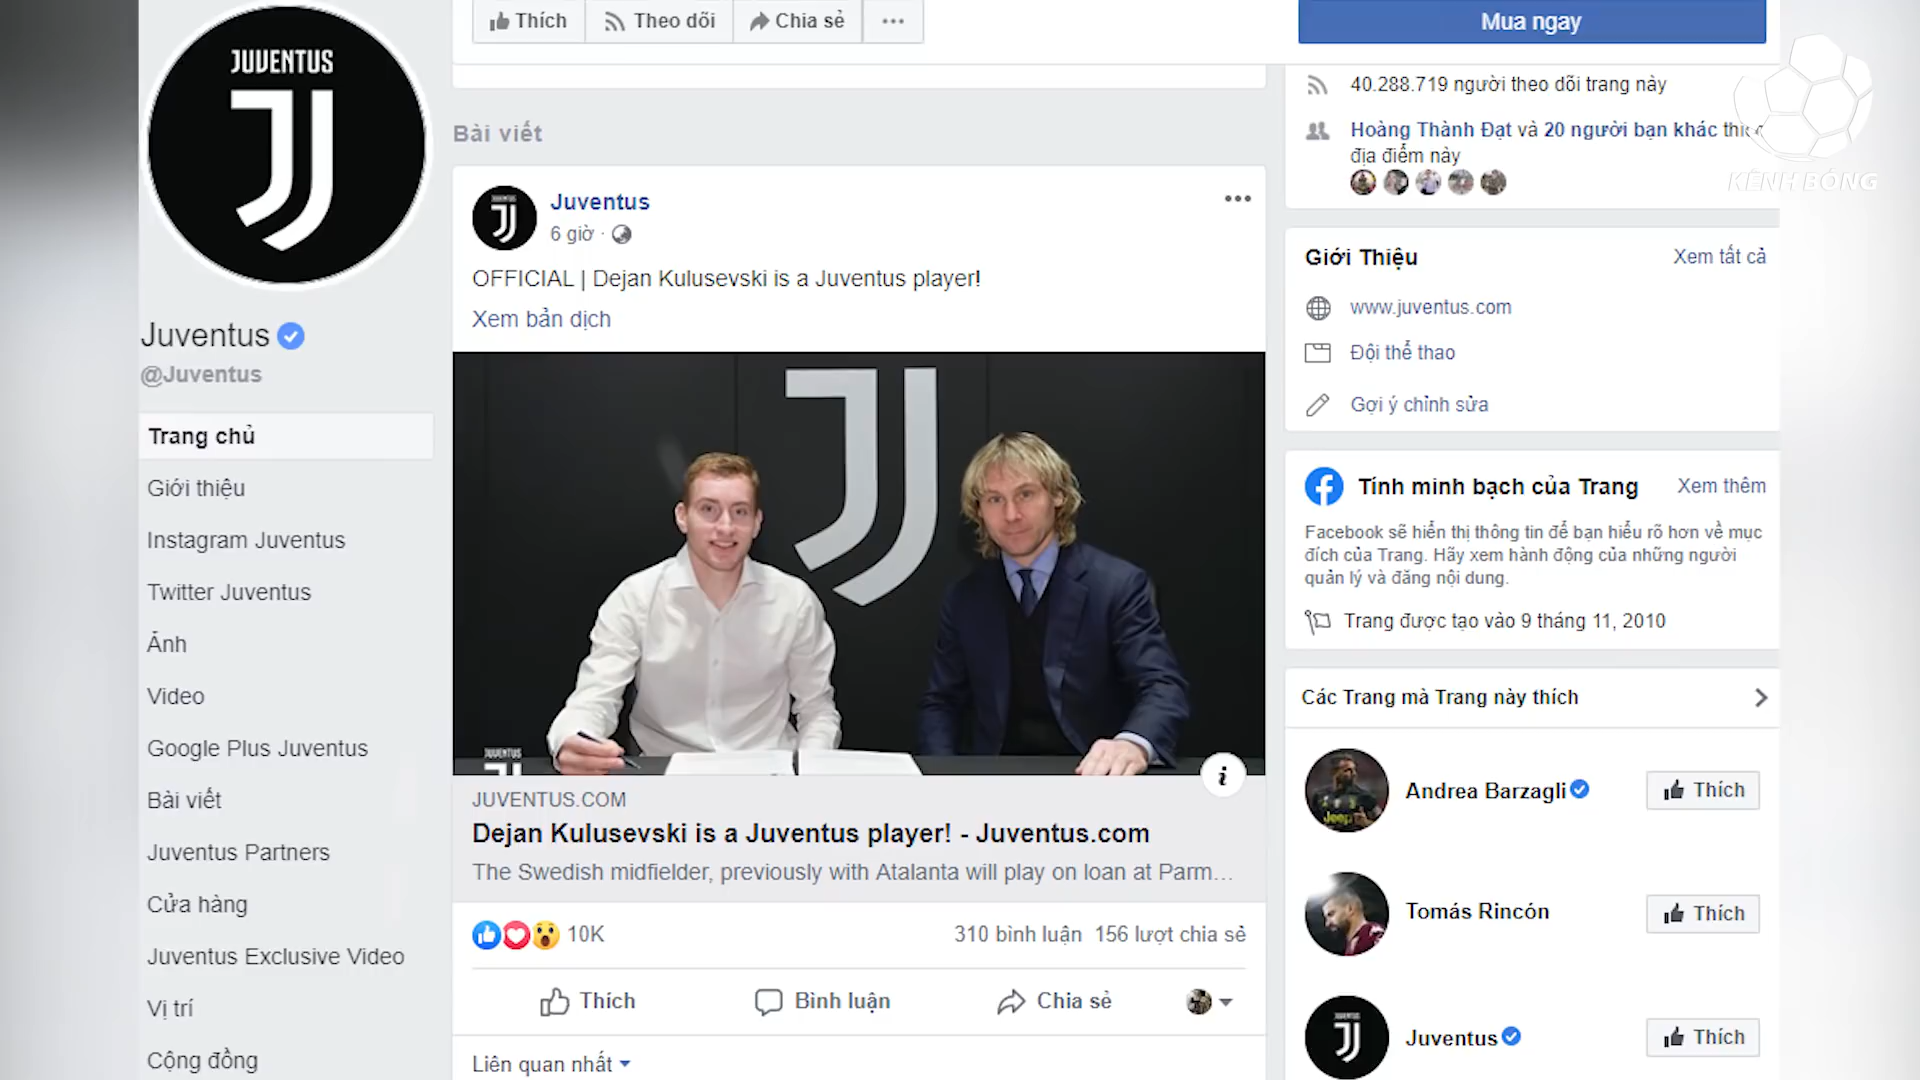 JUVENTUS
Juventus
@Juventus
Trang chủ
Giới thiệu
Instagram Juventus
Twitter Juventus
Ảnh
Video
Google Plus Juventus
Bài viết
Juventus Partners
Cửa hàng
Juventus Exclusive Video
Vị trí
Cộng đồng
Thích
Theo dõi
Chia sẻ
Bài viết
Juventus
6 giờ ·
OFFICIAL | Dejan Kulusevski is a Juventus player!
Xem bản dịch
JUVENTUS
JUVENTUS.COM
Dejan Kulusevski is a Juventus player! - Juventus.com
The Swedish midfielder, previously with Atalanta will play on loan at Parm...
10K
310 bình luận 156 lượt chia sẻ
Thích
Bình luận
Chia sẻ
Liên quan nhất
Mua ngay
40.288.719 người theo dõi trang này
Hoàng Thành Đạt và 20 người bạn khác
địa điểm này
KÊNH BÓNG
Giới Thiệu
Xem tất cả
www.juventus.com
Đội thể thao
Gợi ý chỉnh sửa
Tính minh bạch của Trang
Xem thêm
Facebook sẽ hiển thị thông tin để bạn hiểu rõ hơn về mục
đích của Trang. Hãy xem hành động của những người
quản lý và đăng nội dung.
Trang được tạo vào 9 tháng 11, 2010
Các Trang mà Trang này thích
Andrea Barzagli
Thích
Jeep
Tomás Rincón
Thích
JUVENTUS
Juventus
Thích